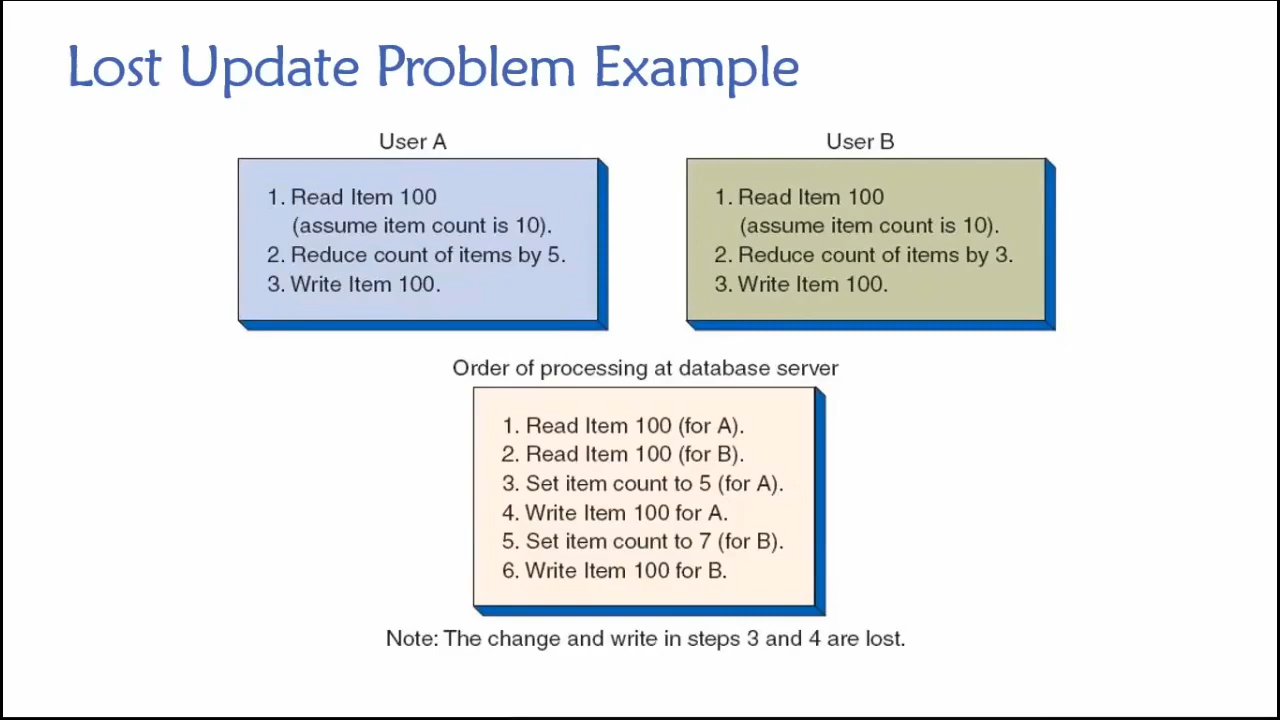 Lost Update Problem Example
User A
1. Read Item 100
(assume item count is 10).
2. Reduce count of items by 5.
3. Write Item 100.
User B
1. Read Item 100
(assume item count is 10).
2. Reduce count of items by 3.
3. Write Item 100.
Order of processing at database server
1. Read Item 100 (for A).
2. Read Item 100 (for B).
3. Set item count to 5 (for A).
4. Write Item 100 for A.
5. Set item count to 7 (for B).
6. Write Item 100 for B.
Note: The change and write in steps 3 and 4 are lost.